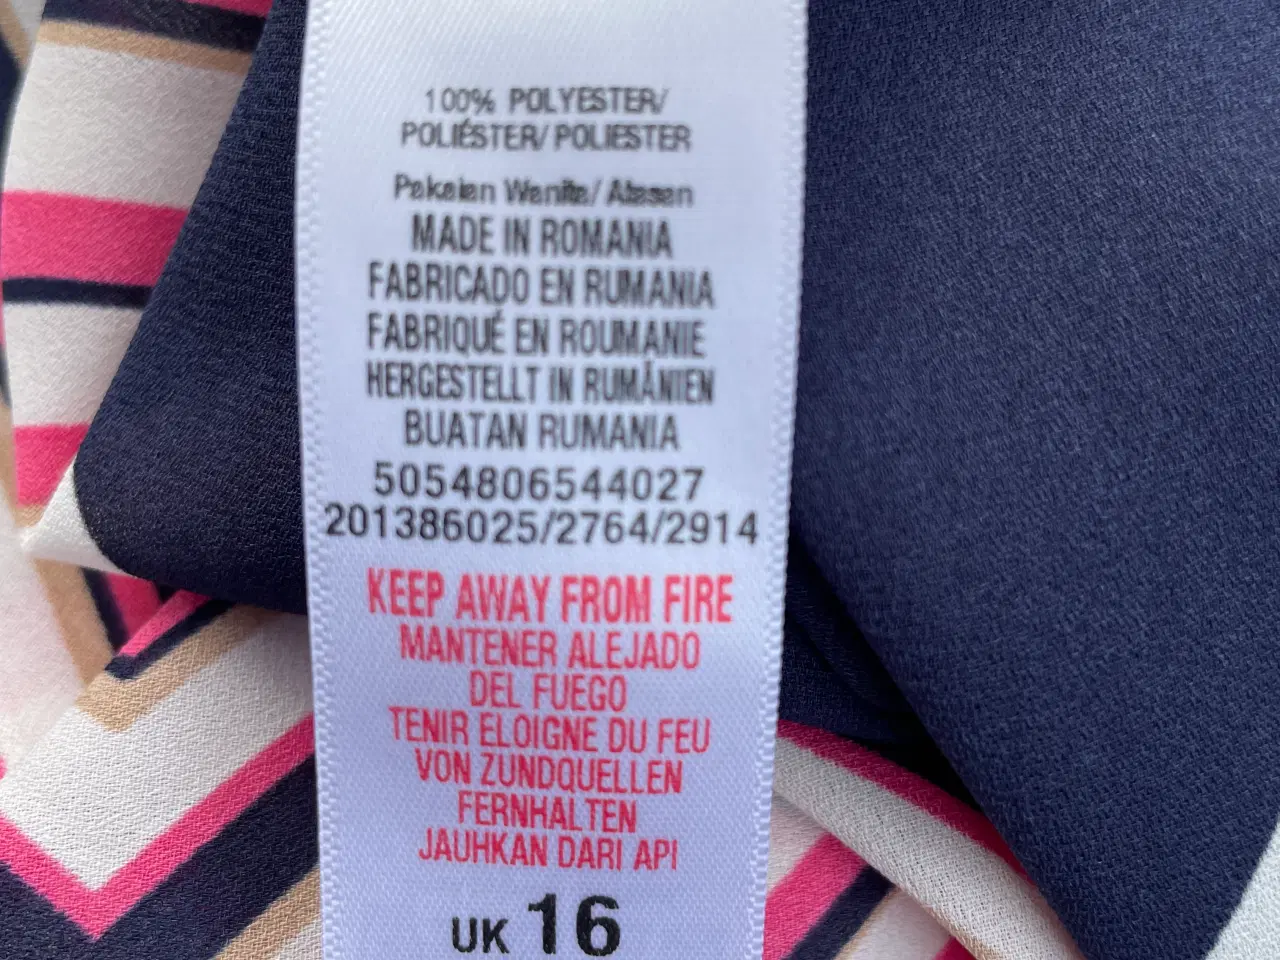 100% POLYESTER/
POLIÉSTER/ POLIESTER
Pakaian Wanita/ Atasan
MADE IN ROMANIA
FABRICADO EN RUMANIA
FABRIQUÉ EN ROUMANIE
HERGESTELLT IN RUMÄNIEN
BUATAN RUMANIA
5054806544027
201386025/2764/2914
KEEP AWAY FROM FIRE
MANTENER ALEJADO
DEL FUEGO
TENIR ELOIGNE DU FEU
VON ZUNDQUELLEN
FERNHALTEN
JAUHKAN DARI API
UK 16